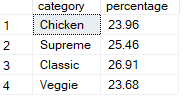 category percentage
1 Chicken 23.96
2 Supreme 25.46
3 Classic 26.91
4 Veggie 23.68